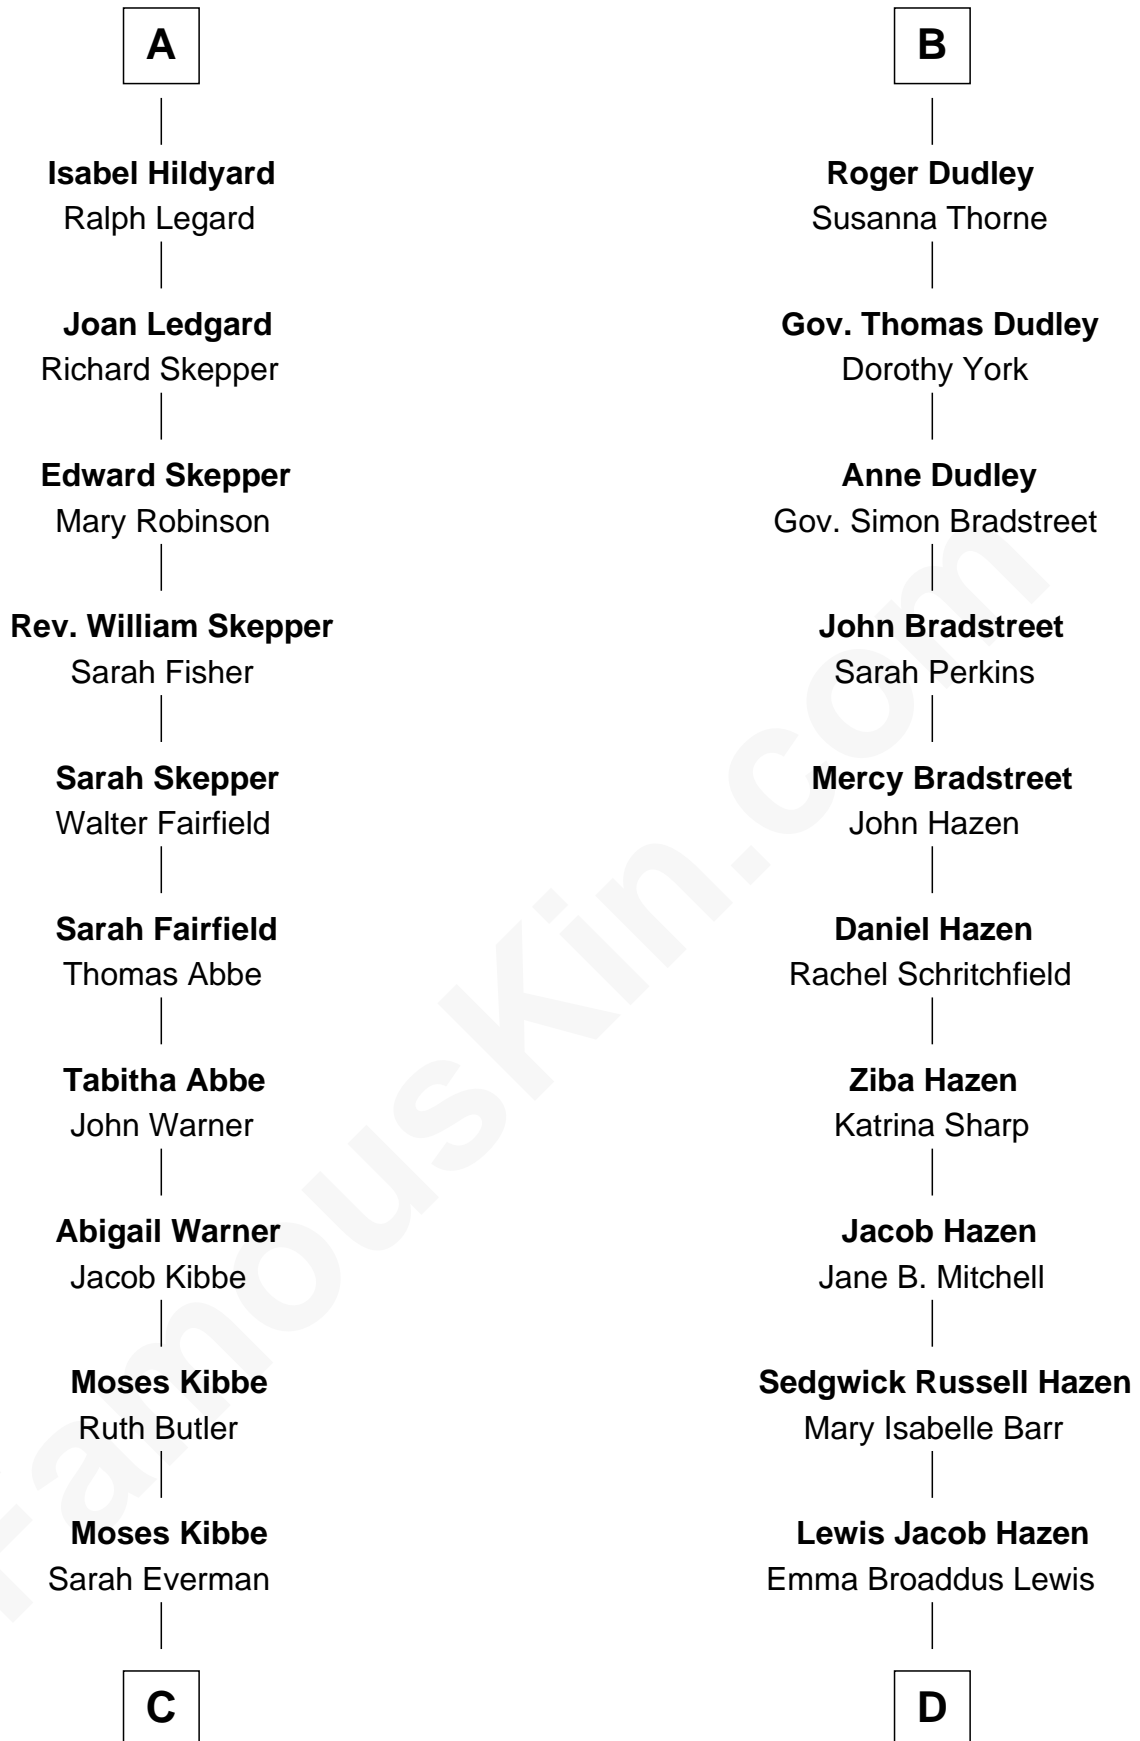 A
Isabel Hildyard
Ralph Legard
Joan Ledgard
Richard Skepper
Edward Skepper
Mary Robinson
Rev. William Skepper
Sarah Fisher
Sarah Skepper
Walter Fairfield
Sarah Fairfield
Thomas Abbe
Tabitha Abbe
John Warner
Abigail Warner
Jacob Kibbe
Moses Kibbe
Ruth Butler
Moses Kibbe
Sarah Everman
C
B
Roger Dudley
Susanna Thorne
Gov. Thomas Dudley
Dorothy York
Anne Dudley
Gov. Simon Bradstreet
John Bradstreet
Sarah Perkins
Mercy Bradstreet
John Hazen
Daniel Hazen
Rachel Schritchfield
Ziba Hazen
Katrina Sharp
Jacob Hazen
Jane B. Mitchell
Sedgwick Russell Hazen
Mary Isabelle Barr
Lewis Jacob Hazen
Emma Broaddus Lewis
D
FamousKin.com